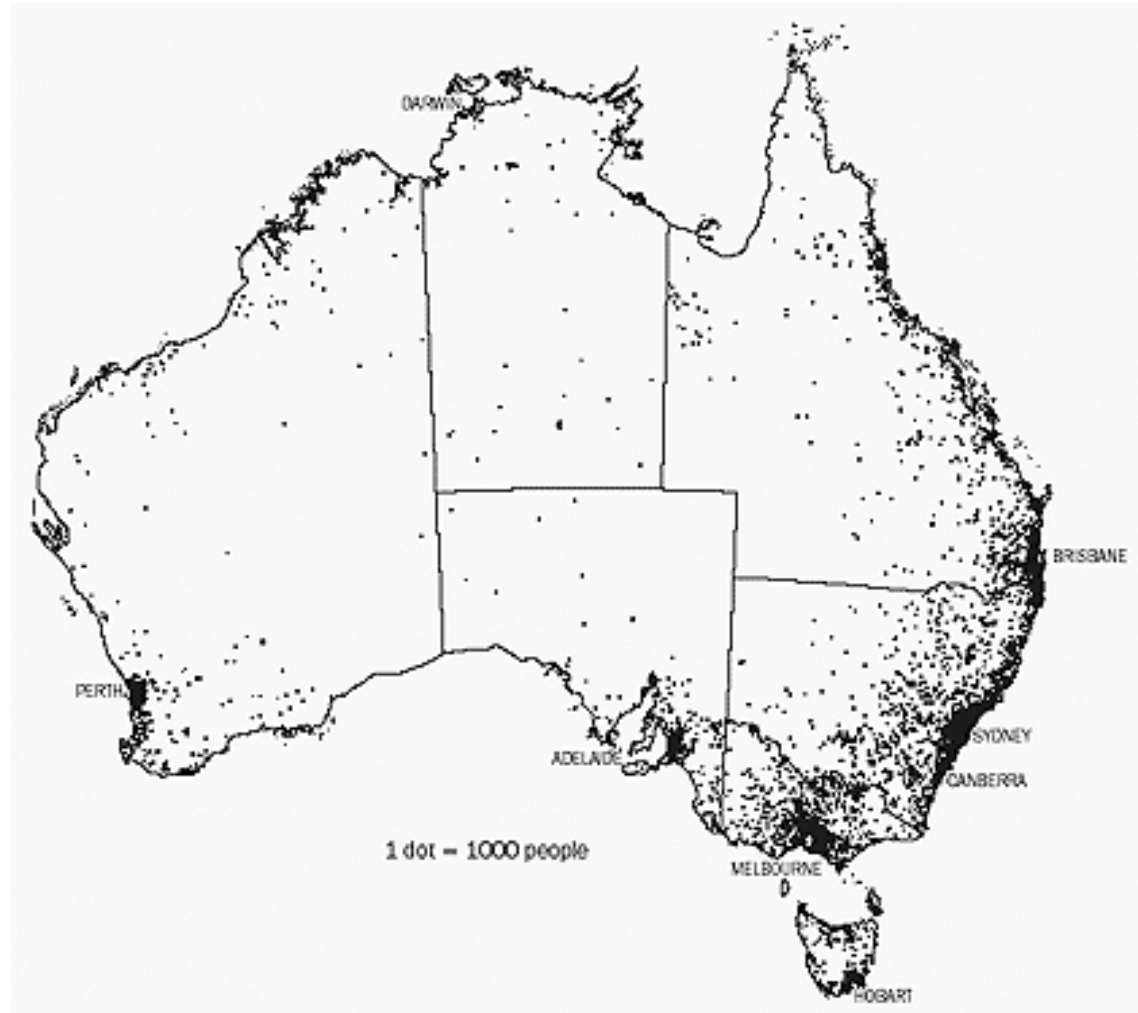 DARWIN
BRISBANE
PERTH
SYDNEY
ADELAIDE
CANBERRA
1 dot = 1000 people
MELBOURNE
HOBART